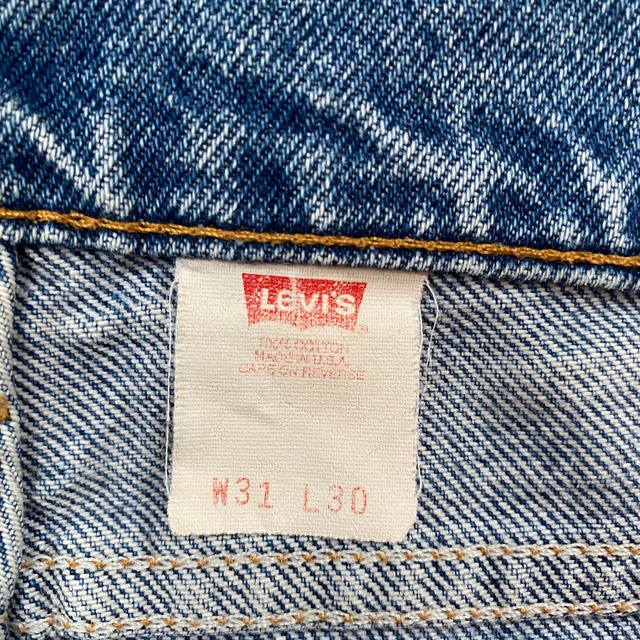 LEVI'S
®
100% COTTON
MADE IN U.S.A.
CARE ON REVERSE
W31 L30